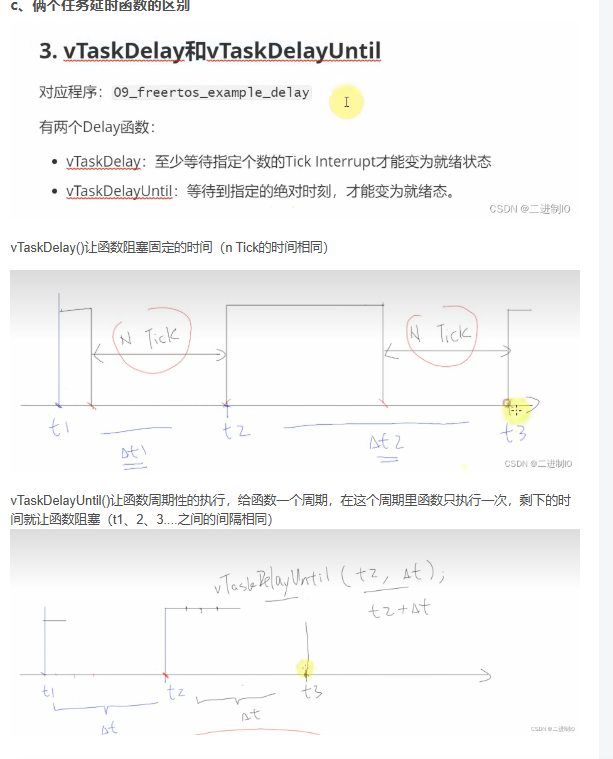 c、俩个任务延时函数的区别
3. vTaskDelay和vTaskDelayUntil
对应程序：09_freertos_example_delay
有两个Delay函数：
• vTaskDelay：至少等待指定个数的Tick Interrupt才能变为就绪状态
• vTaskDelayUntil：等待到指定的绝对时刻，才能变为就绪态。
CSDN @二进制IO
vTaskDelay()让函数阻塞固定的时间（n Tick的时间相同）
N Tick
N Tick
t1
t2
t3
Δt1
Δt2
CSDN @二进制IO
vTaskDelayUntil()让函数周期性的执行，给函数一个周期，在这个周期里函数只执行一次，剩下的时
间就让函数阻塞（t1、2、3....之间的间隔相同）
vTaskDelayUntil(t2, Δt);
t2+Δt
t1
t2
t3
Δt
Δt
CSDN @二进制IO